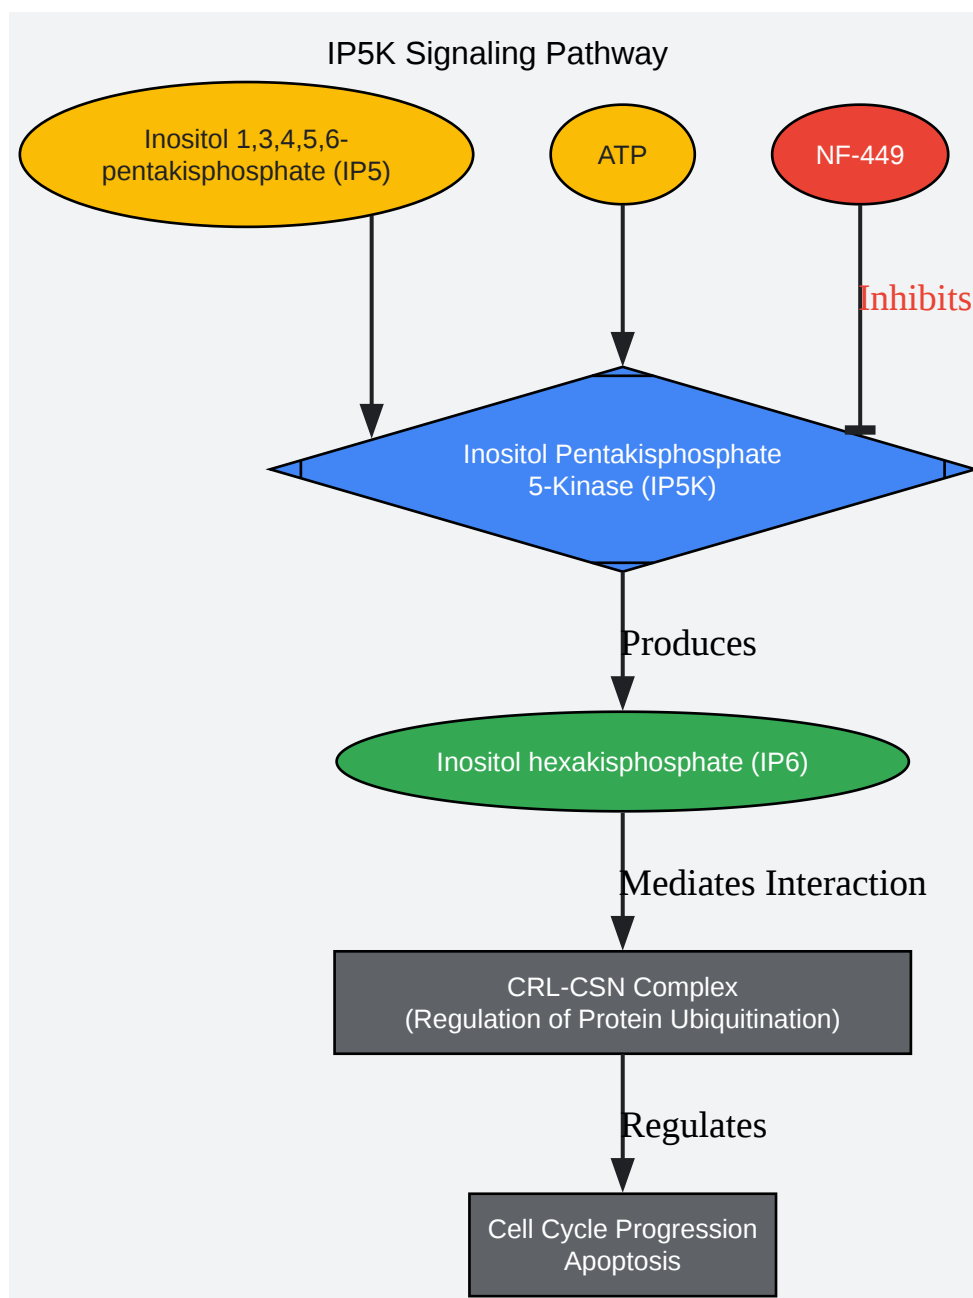 IP5K Signaling Pathway
Inositol 1,3,4,5,6-
pentakisphosphate (IP5)
ATP
NF-449
Inhibits
Inositol Pentakisphosphate
5-Kinase (IP5K)
Produces
Inositol hexakisphosphate (IP6)
Mediates Interaction
CRL-CSN Complex
(Regulation of Protein Ubiquitination)
Regulates
Cell Cycle Progression
Apoptosis